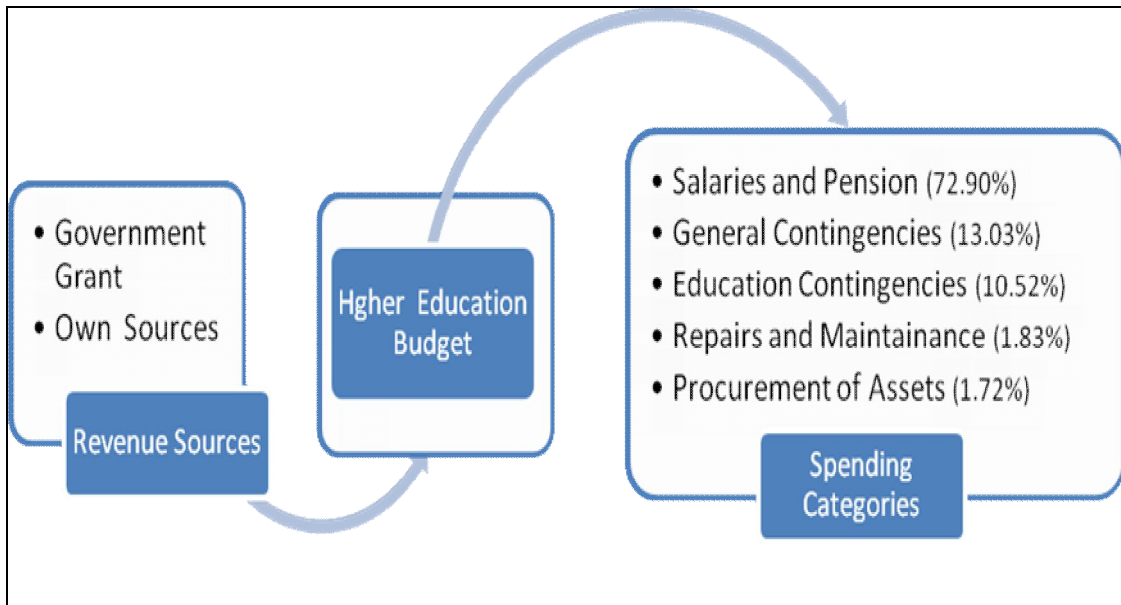 • Government
Grant
• Own Sources
Revenue Sources
Hgher Education
Budget
• Salaries and Pension (72.90%)
• General Contingencies (13.03%)
• Education Contingencies (10.52%)
• Repairs and Maintainance (1.83%)
• Procurement of Assets (1.72%)
Spending
Categories